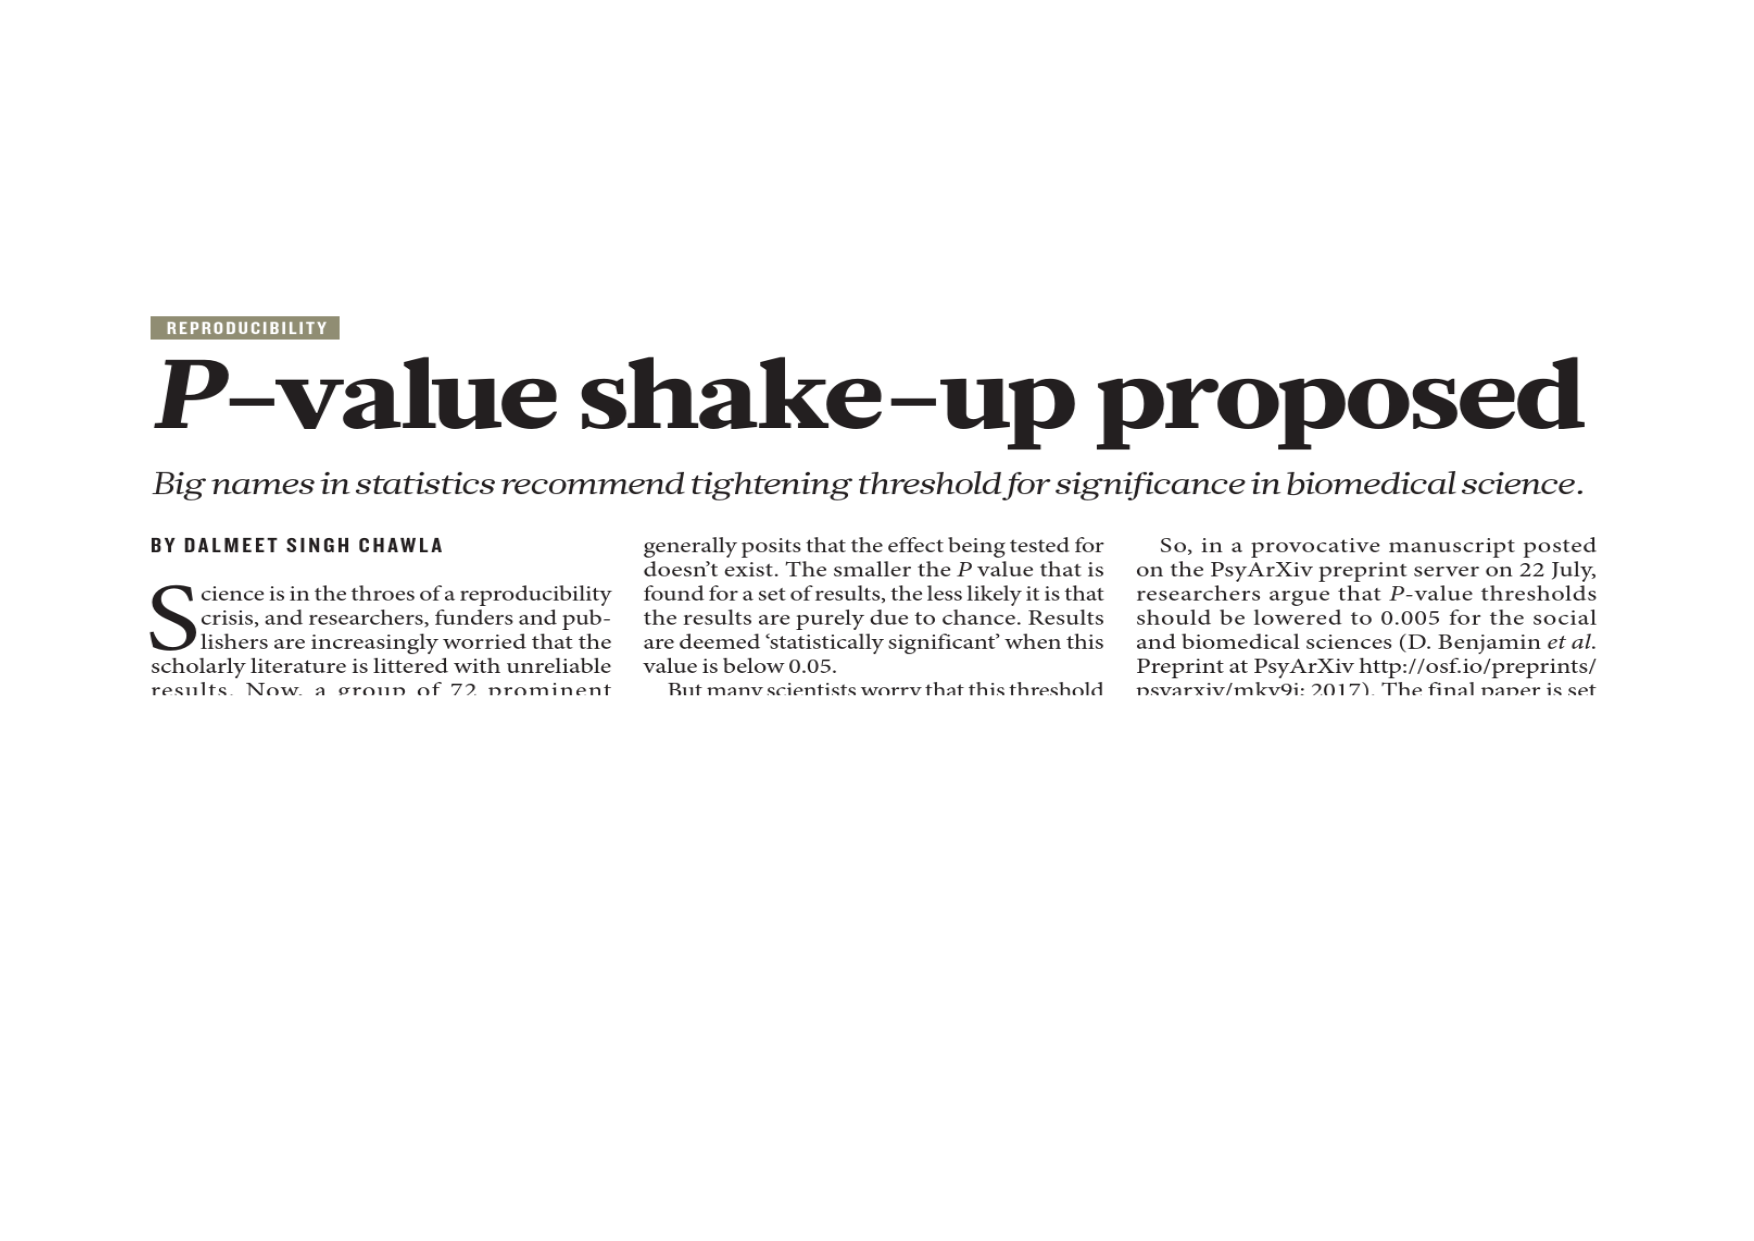 REPRODUCIBILITY
P-value shake-up proposed
Big names in statistics recommend tightening threshold for significance in biomedical science.
BY DALMEET SINGH CHAWLA
Science is in the throes of a reproducibility
crisis, and researchers, funders and pub-
lishers are increasingly worried that the
scholarly literature is littered with unreliable
results. Now, a group of 72 prominent
generally posits that the effect being tested for
doesn’t exist. The smaller the P value that is
found for a set of results, the less likely it is that
the results are purely due to chance. Results
are deemed ‘statistically significant’ when this
value is below 0.05.
But many scientists worry that this threshold
So, in a provocative manuscript posted
on the PsyArXiv preprint server on 22 July,
researchers argue that P-value thresholds
should be lowered to 0.005 for the social
and biomedical sciences (D. Benjamin et al.
Preprint at PsyArXiv http://osf.io/preprints/
psyarxiv/mky9j; 2017). The final paper is set